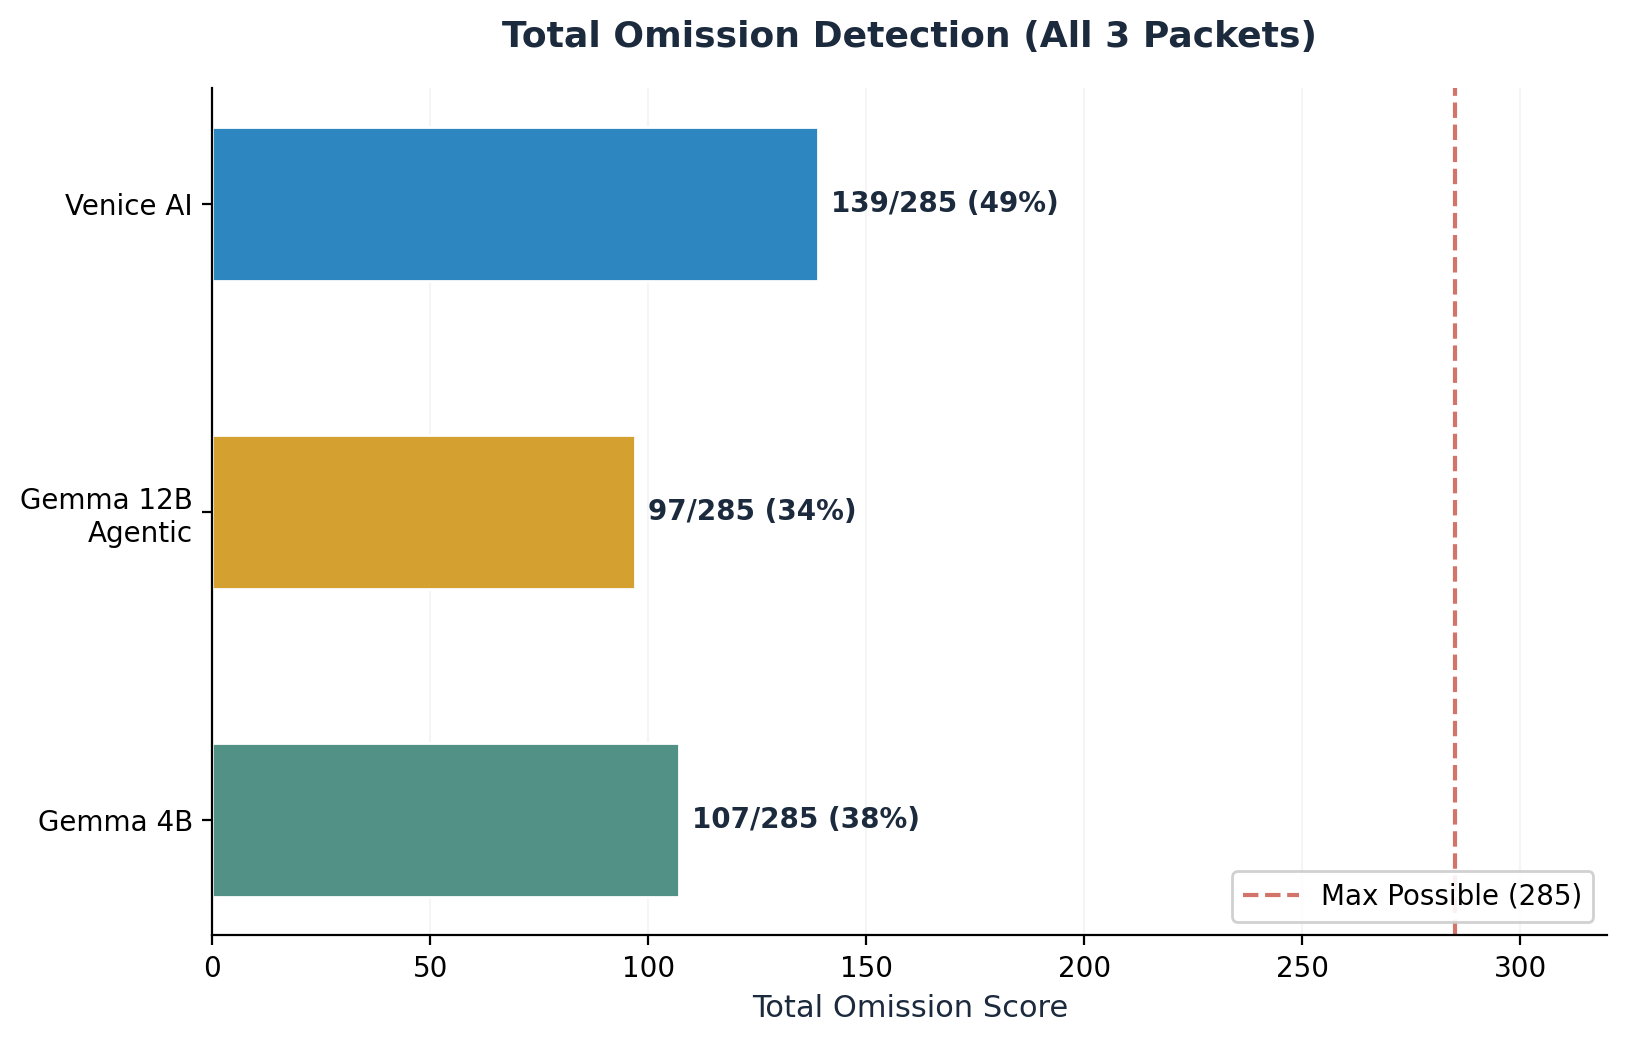 Total Omission Detection (All 3 Packets)
Venice AI
139/285 (49%)
Gemma 12B
Agentic
97/285 (34%)
Gemma 4B
107/285 (38%)
Max Possible (285)
0
50
100
150
200
250
300
Total Omission Score